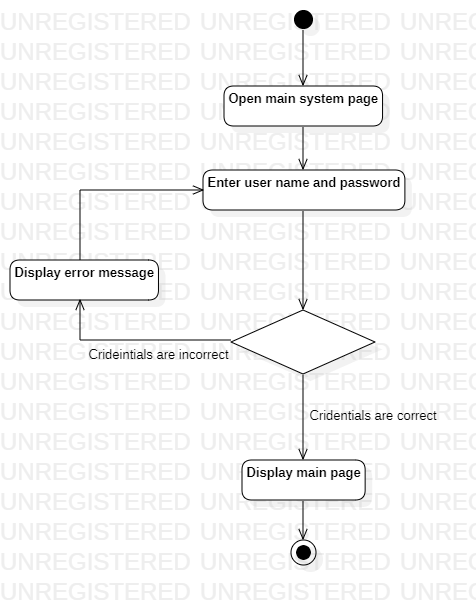 UNREGISTERED
Open main system page
Enter user name and password
Display error message
Crideintials are incorrect
Cridentials are correct
Display main page